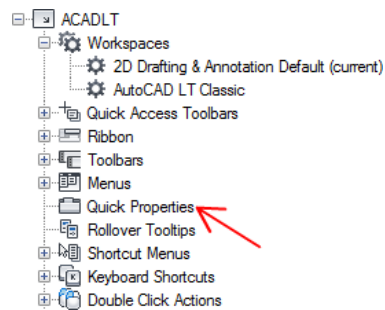 ACADLT
Workspaces
2D Drafting & Annotation Default (current)
AutoCAD LT Classic
Quick Access Toolbars
Ribbon
Toolbars
Menus
Quick Properties
Rollover Tooltips
Shortcut Menus
Keyboard Shortcuts
Double Click Actions